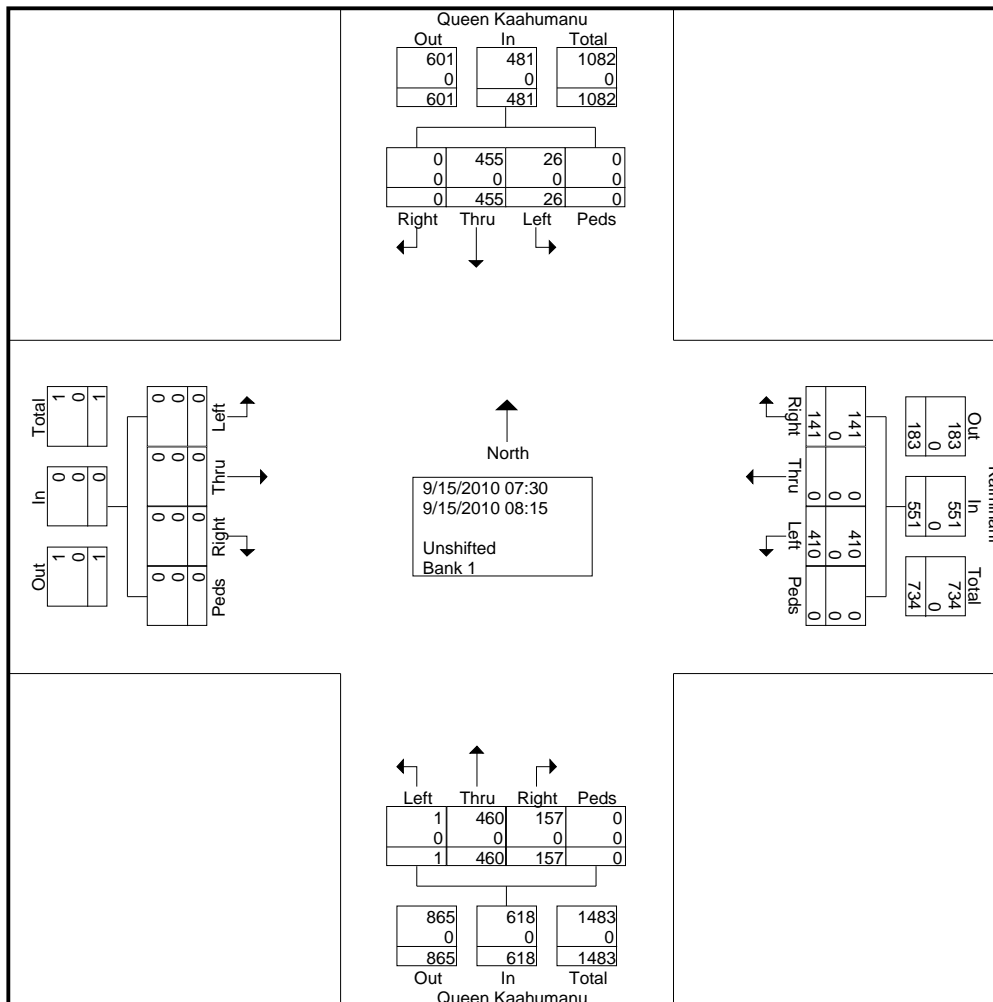 Queen Kaahumanu
Out In Total
601 481 1082
0 0 0
601 481 1082
0 455 26 0
0 0 0 0
0 455 26 0
Right Thru Left Peds
Total
1 0 1
In
0 0 0
Out
1 0 1
Left
0 0 0
Thru
0 0 0
Right
0 0 0
Peds
0 0 0
North
9/15/2010 07:30
9/15/2010 08:15
Unshifted
Bank 1
Right
141 0 141
Thru
0 0 0
Left
410 0 410
Peds
0 0 0
Out
183 0 183
In
551 0 551
Total
734 0 734
Left Thru Right Peds
1 460 157 0
0 0 0 0
1 460 157 0
865 618 1483
0 0 0
865 618 1483
Out In Total
Queen Kaahumanu